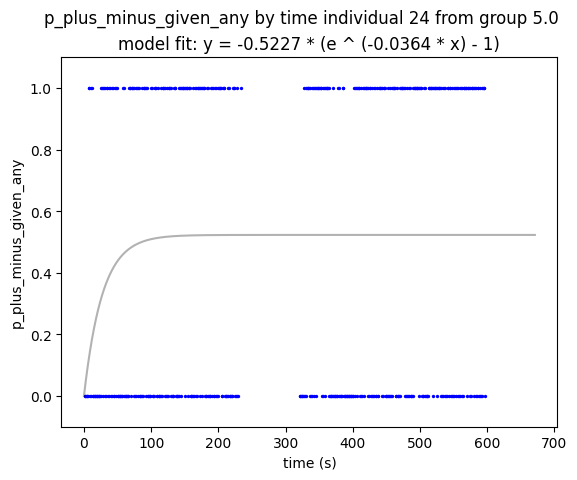 p_plus_minus_given_any by time individual 24 from group 5.0
model fit: y = -0.5227 * (e ^ (-0.0364 * x) - 1)
p_plus_minus_given_any
1.0
0.8
0.6
0.4
0.2
0.0
0 100 200 300 400 500 600 700
time (s)